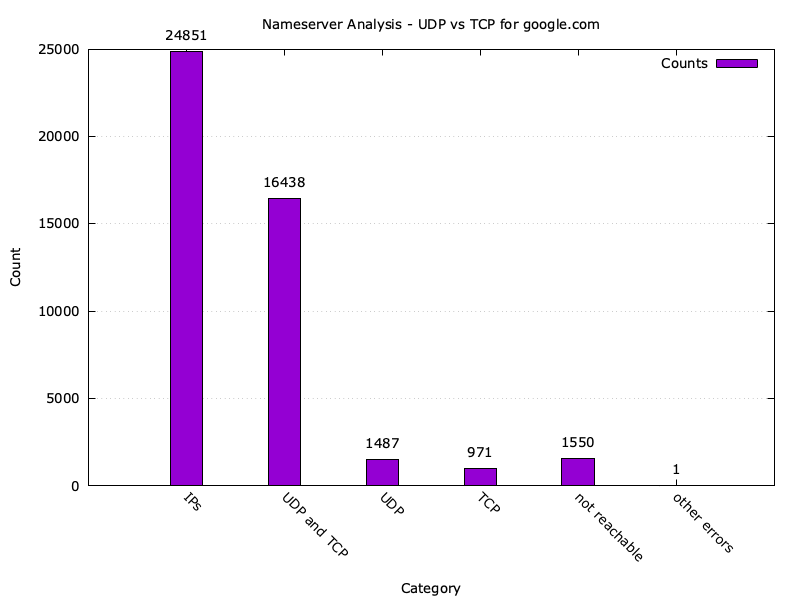 Nameserver Analysis - UDP vs TCP for google.com
Counts
25000
20000
15000
10000
5000
0
Count
24851
16438
1487
971
1550
1
IPs
UDP and TCP
UDP
TCP
not reachable
other errors
Category